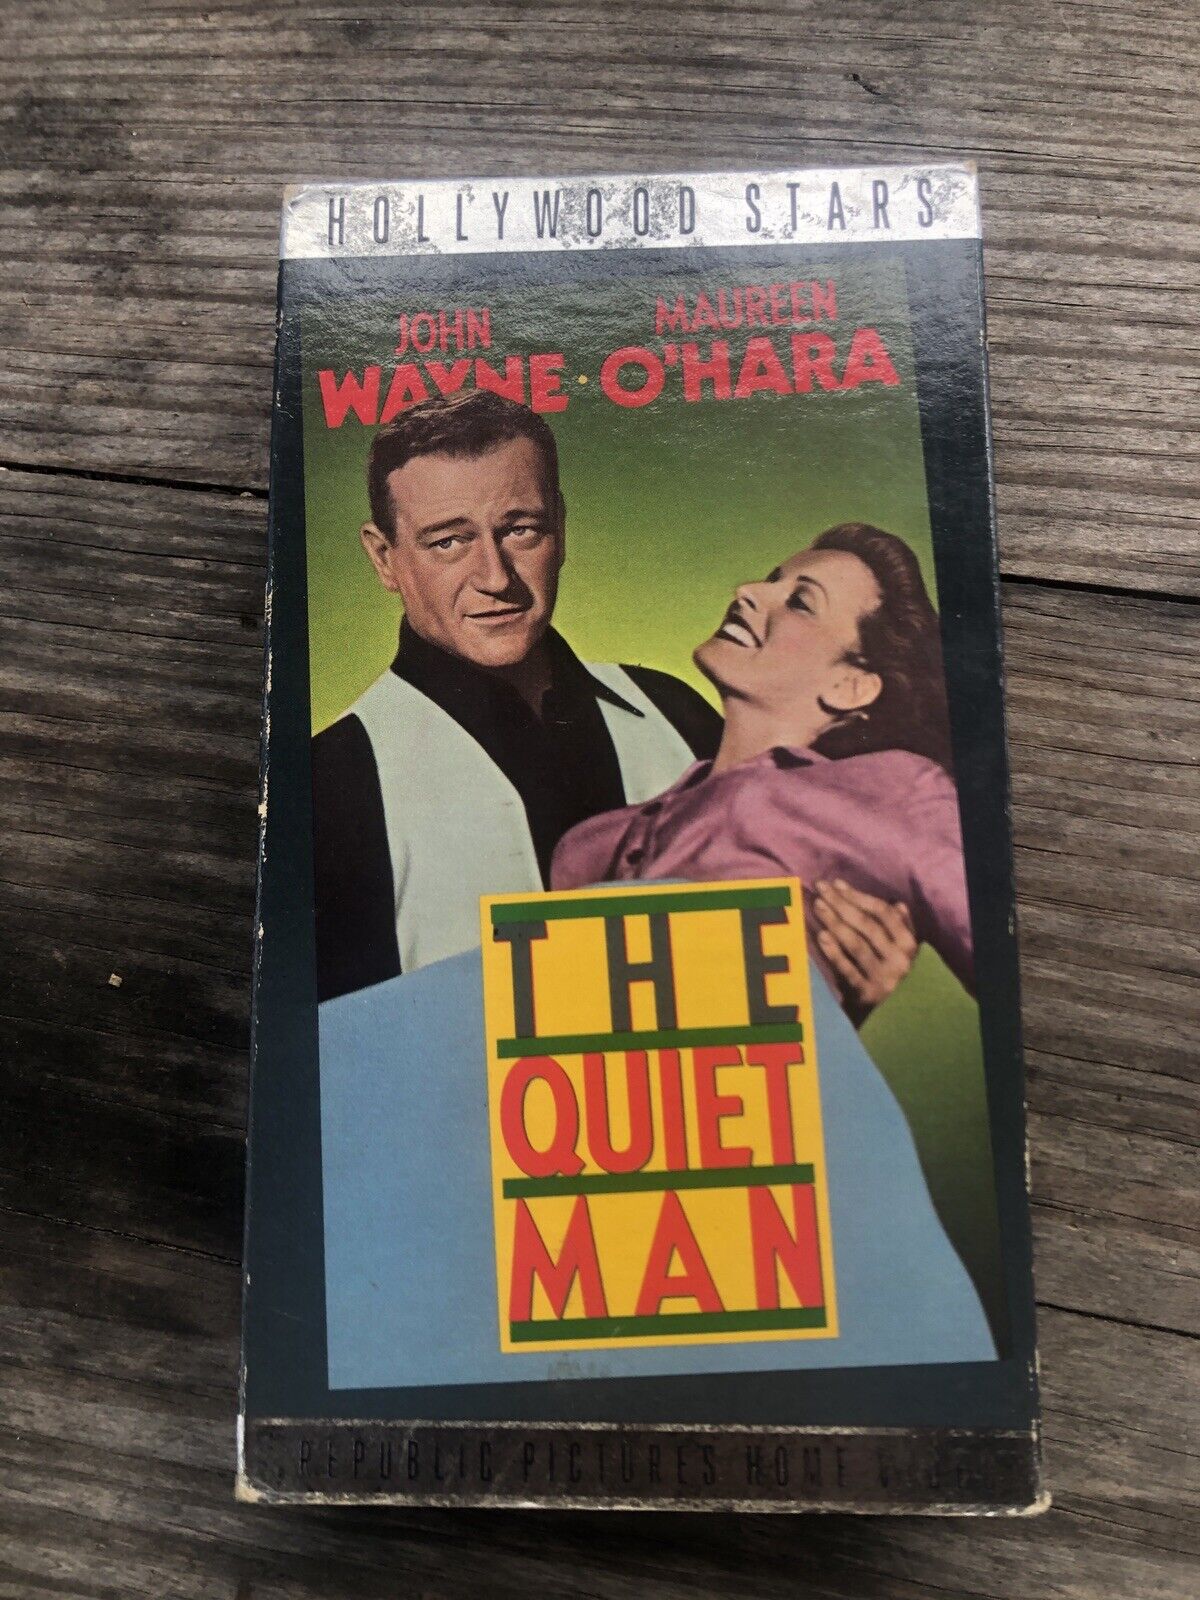 HOLLYWOOD STARS
JOHN MAUREEN
WAYNE · O'HARA
THE
QUIET
MAN
REPUBLIC PICTURES HOME